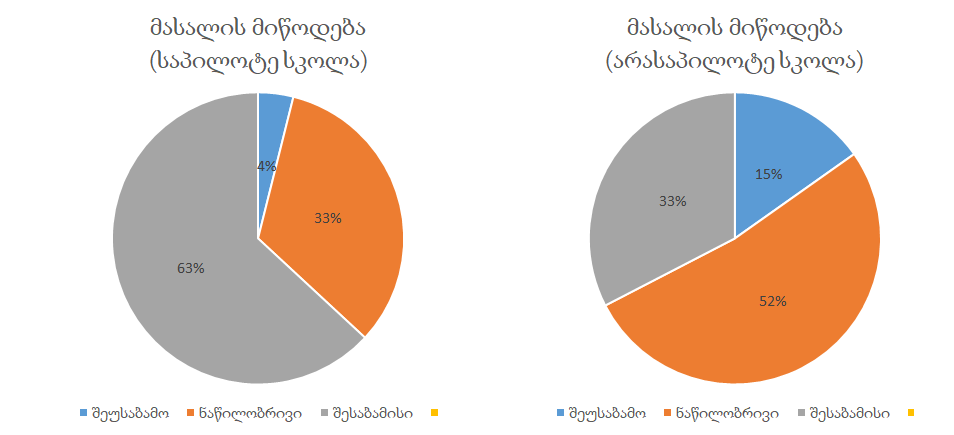 მასალის მიწოდება
(საპილოტე სკოლა)
4%
33%
63%
შეუსაბამო ნაწილობრივი შესაბამისი
მასალის მიწოდება
(არასაპილოტე სკოლა)
15%
33%
52%
შეუსაბამო ნაწილობრივი შესაბამისი